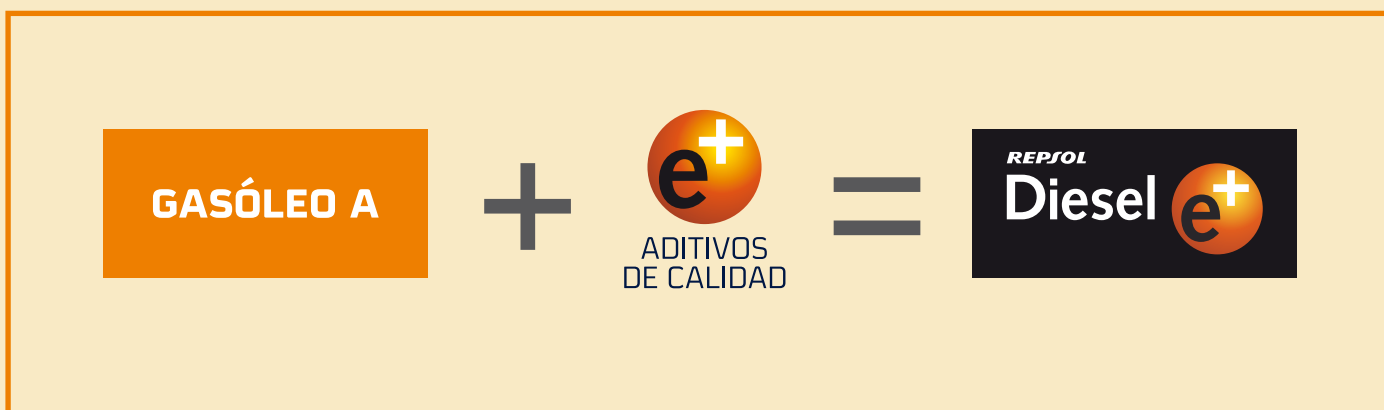 GASÓLEO A
+
e+
ADITIVOS
DE CALIDAD
=
REPSOL
Diesel e+